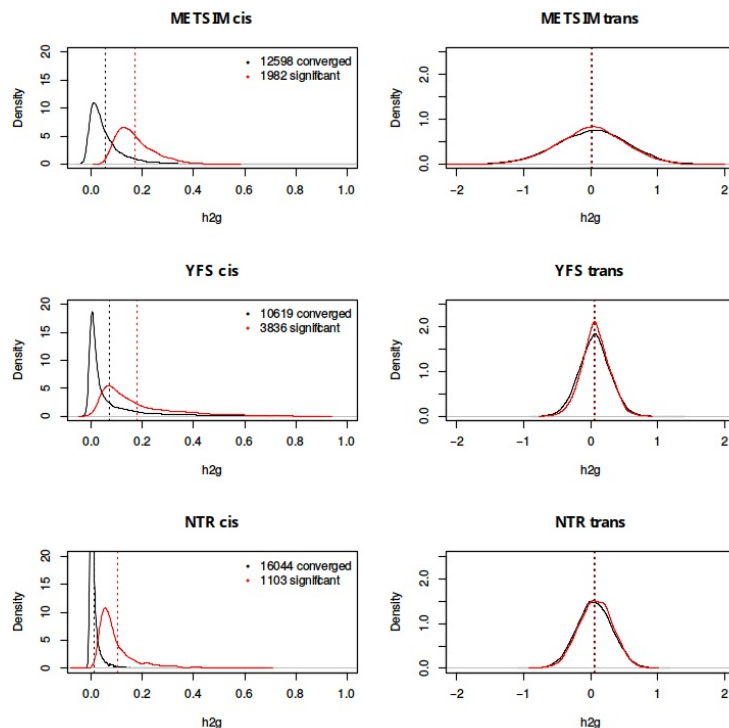 METSIM cis
METSIM trans
Density
20
15
10
5
0
12598 converged
1982 significant
0.0 0.2 0.4 0.6 0.8 1.0
h2g
Density
2.0
1.0
0.0
−2 −1 0 1 2
h2g
YFS cis
YFS trans
Density
20
15
10
5
0
10619 converged
3836 significant
0.0 0.2 0.4 0.6 0.8 1.0
h2g
Density
2.0
1.0
0.0
−2 −1 0 1 2
h2g
NTR cis
NTR trans
Density
20
15
10
5
0
16044 converged
1103 significant
0.0 0.2 0.4 0.6 0.8 1.0
h2g
Density
2.0
1.0
0.0
−2 −1 0 1 2
h2g